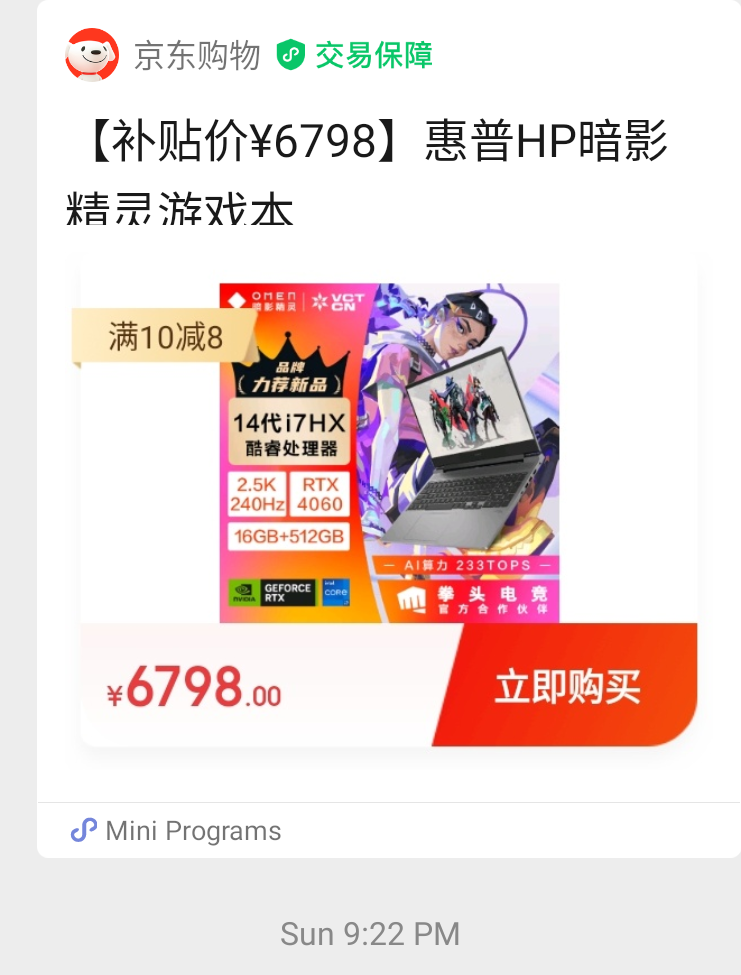 京东购物 交易保障
【补贴价¥6798】惠普HP暗影
精灵游戏本
满10减8
OMEN
暗影精灵
VCT
CN
品牌
力荐新品
14代i7HX
酷睿处理器
2.5K
240Hz
RTX
4060
16GB+512GB
AI算力 233TOPS
NVIDIA
GEFORCE
RTX
intel
CORE
拳头电竞
官方合作伙伴
¥6798.00
立即购买
Mini Programs
Sun 9:22 PM